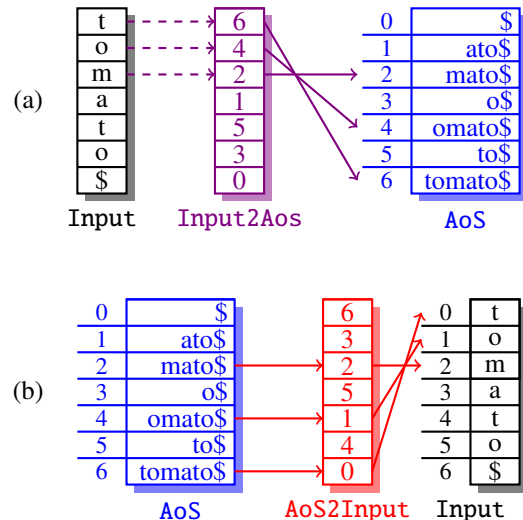 t 6 0 $
o 4 1 ato$
m 2 2 mato$
(a) a 1 3 o$
t 5 4 omato$
o 3 5 to$
$ 0 6 tomato$
Input Input2Aos AoS
0 $ 6 0 t
1 ato$ 3 1 o
2 mato$ 2 2 m
(b) 3 o$ 5 3 a
4 omato$ 1 4 t
5 to$ 4 5 o
6 tomato$ 0 6 $
AoS AoS2Input Input